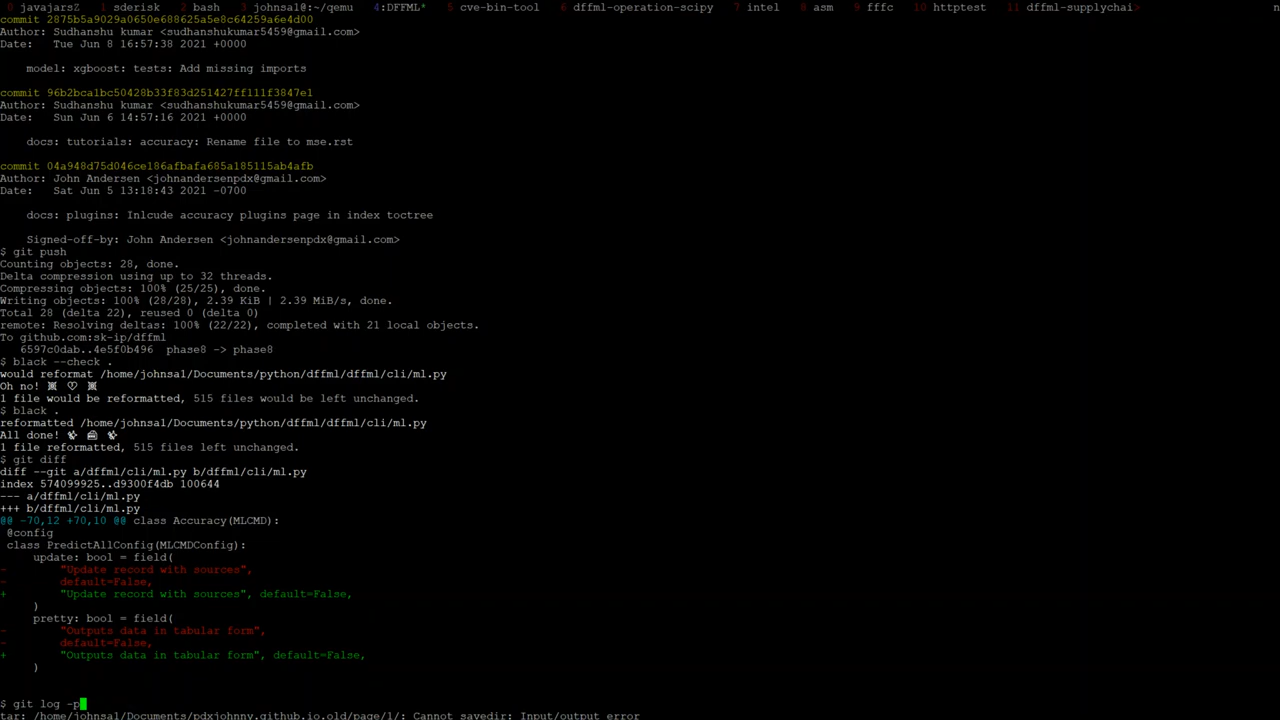 0 javajarsZ  1 sderisk  2 bash  3 johnsa1@:~/qemu  4:DFFML*  5 cve-bin-tool  6 dffml-operation-scipy  7 intel  8 asm  9 fffc  10 httptest  11 dffml-supplychai>
commit 2875b5a9029a0650e688625a5e8c64259a6e4d00
Author: Sudhanshu kumar <sudhanshukumar5459@gmail.com>
Date:   Tue Jun 8 16:57:38 2021 +0000
    model: xgboost: tests: Add missing imports
commit 96b2bca1bc50428b33f83d251427ff111f3847e1
Author: Sudhanshu kumar <sudhanshukumar5459@gmail.com>
Date:   Sun Jun 6 14:57:16 2021 +0000
    docs: tutorials: accuracy: Rename file to mse.rst
commit 04a948d75d046ce186afbafa685a185115ab4afb
Author: John Andersen <johnandersenpdx@gmail.com>
Date:   Sat Jun 5 13:18:43 2021 -0700
    docs: plugins: Inlcude accuracy plugins page in index toctree
    Signed-off-by: John Andersen <johnandersenpdx@gmail.com>
$ git push
Counting objects: 28, done.
Delta compression using up to 32 threads.
Compressing objects: 100% (25/25), done.
Writing objects: 100% (28/28), 2.39 KiB | 2.39 MiB/s, done.
Total 28 (delta 22), reused 0 (delta 0)
remote: Resolving deltas: 100% (22/22), completed with 21 local objects.
To github.com:sk-ip/dffml
   6597c0dab..4e5f0b496  phase8 -> phase8
$ black --check .
would reformat /home/johnsa1/Documents/python/dffml/dffml/cli/ml.py
Oh no!
1 file would be reformatted, 515 files would be left unchanged.
$ black .
reformatted /home/johnsa1/Documents/python/dffml/dffml/cli/ml.py
All done!
1 file reformatted, 515 files left unchanged.
$ git diff
diff --git a/dffml/cli/ml.py b/dffml/cli/ml.py
index 574099925..d9300f4db 100644
--- a/dffml/cli/ml.py
+++ b/dffml/cli/ml.py
@@ -70,12 +70,10 @@ class Accuracy(MLCMD):
 @config
 class PredictAllConfig(MLCMDConfig):
     update: bool = field(
-        "Update record with sources",
-        default=False,
+        "Update record with sources", default=False,
     )
     pretty: bool = field(
-        "Outputs data in tabular form",
-        default=False,
+        "Outputs data in tabular form", default=False,
     )
$ git log -p
tar: /home/johnsa1/Documents/pdxjohnny.github.io.old/page/1/: Cannot savedir: Input/output error